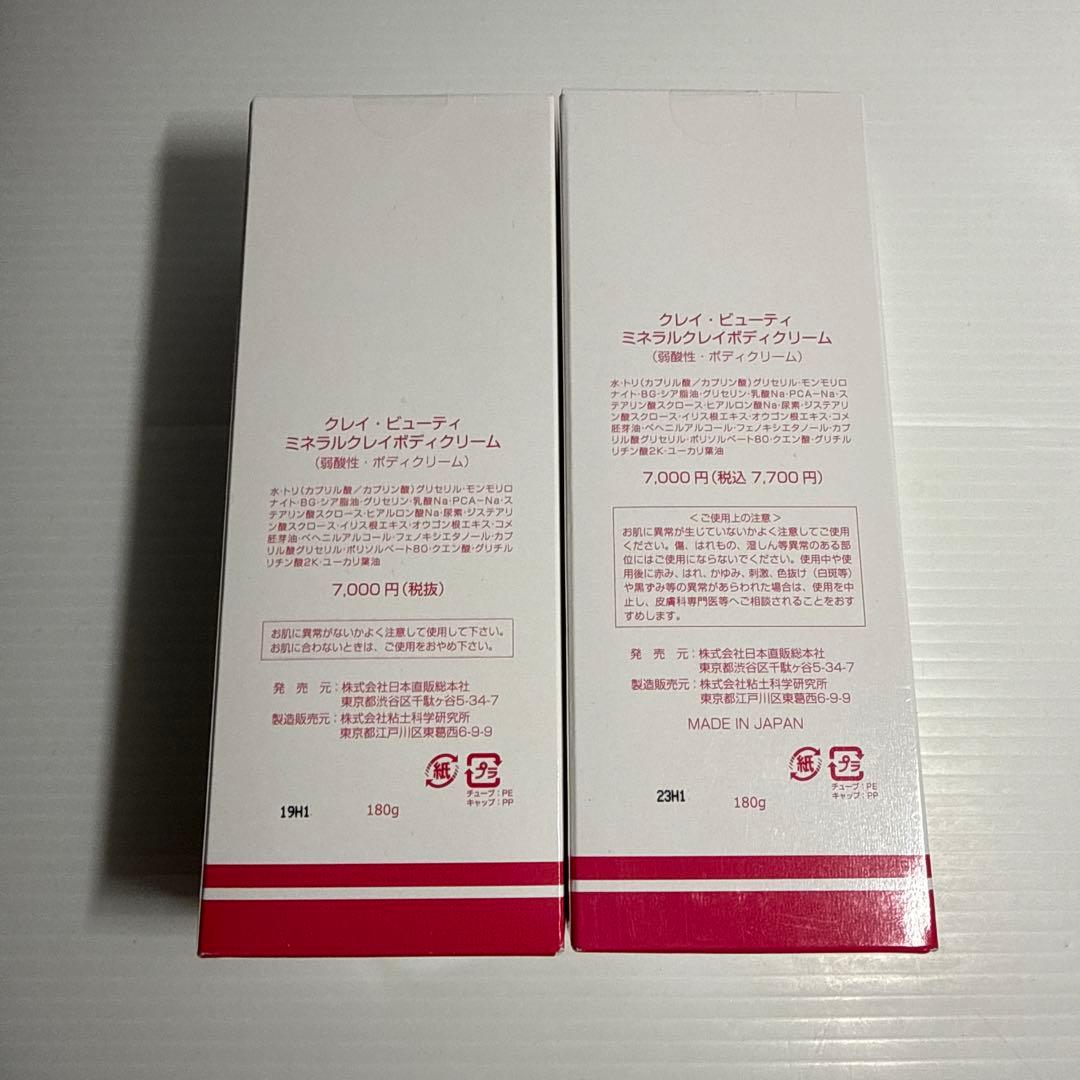 クレイ・ビューティ
ミネラルクレイボディクリーム
(弱酸性・ボディクリーム)
水・トリ(カプリル酸/カプリン酸)グリセリル・モンモリロ
ナイト・BG・シア脂油・グリセリン・乳酸Na・PCA-Na・ス
テアリン酸スクロース・ヒアルロン酸Na・尿素・ジステアリ
ン酸スクロース・イリス根エキス・オウゴン根エキス・コメ
胚芽油・ベヘニルアルコール・フェノキシエタノール・カプ
リル酸グリセリル・ポリソルベート80・クエン酸・グリチル
リチン酸2K・ユーカリ葉油
7,000円(税抜)
お肌に異常がないかよく注意して使用して下さい。
お肌に合わないときは、ご使用をおやめ下さい。
発 売 元:株式会社日本直販総本社
東京都渋谷区千駄ヶ谷5-34-7
製造販売元:株式会社粘土科学研究所
東京都江戸川区東葛西6-9-9
紙 プラ
チューブ:PE
キャップ:PP
19H1 180g
クレイ・ビューティ
ミネラルクレイボディクリーム
(弱酸性・ボディクリーム)
水・トリ(カプリル酸/カプリン酸)グリセリル・モンモリロ
ナイト・BG・シア脂油・グリセリン・乳酸Na・PCA-Na・ス
テアリン酸スクロース・ヒアルロン酸Na・尿素・ジステアリ
ン酸スクロース・イリス根エキス・オウゴン根エキス・コメ
胚芽油・ベヘニルアルコール・フェノキシエタノール・カプ
リル酸グリセリル・ポリソルベート80・クエン酸・グリチル
リチン酸2K・ユーカリ葉油
7,000円(税込 7,700円)
<ご使用上の注意>
お肌に異常が生じていないかよく注意してご使用
ください。傷、はれもの、湿しん等異常のある部
位にはご使用にならないでください。使用中や使
用後に赤み、はれ、かゆみ、刺激、色抜け(白斑等)
や黒ずみ等の異常があらわれた場合は、使用を中
止し、皮膚科専門医等へご相談されることをおす
すめします。
発 売 元:株式会社日本直販総本社
東京都渋谷区千駄ヶ谷5-34-7
製造販売元:株式会社粘土科学研究所
東京都江戸川区東葛西6-9-9
MADE IN JAPAN
紙 プラ
チューブ:PE
キャップ:PP
23H1 180g